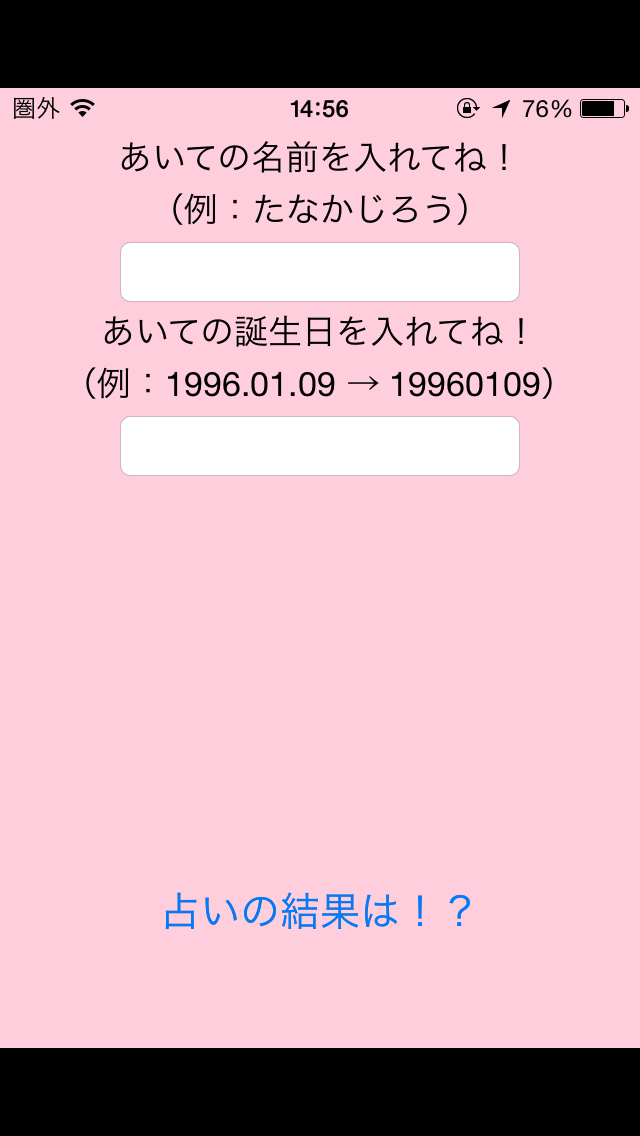 圏外 14:56 76%
あいての名前を入れてね！
（例：たなかじろう）
あいての誕生日を入れてね！
（例：1996.01.09 → 19960109）
占いの結果は！？